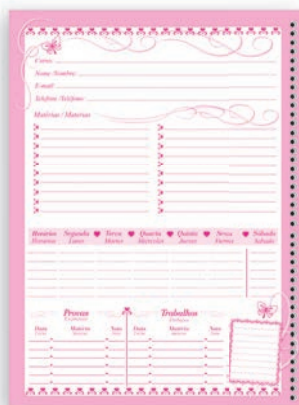 Curso
Nome/Nombre
E-mail
Telefone/Teléfono
Matérias / Materias
Horários Segunda Terça Quarta Quinta Sexta Sábado
Horarios Lunes Martes Miércoles Jueves Viernes Sábado
Provas Trabalhos
Data Matéria Nota Data Matéria Nota